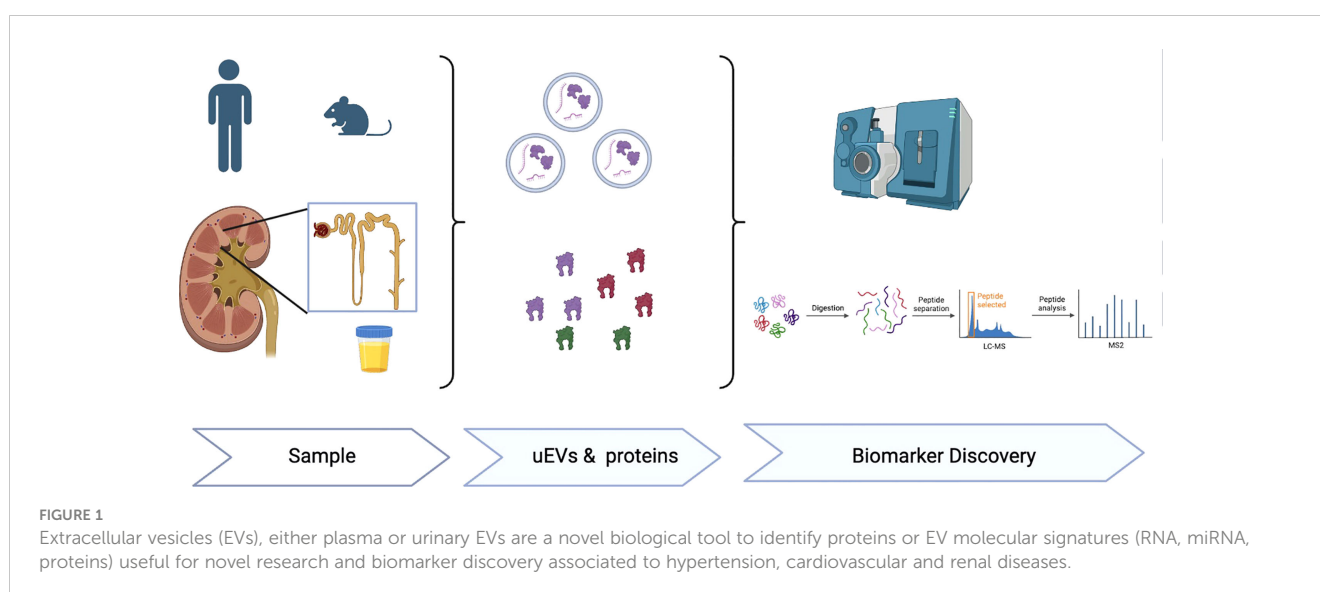 Digestion
Peptide
separation
Peptide
selected
LC-MS
Peptide
analysis
MS2
Sample
uEVs & proteins
Biomarker Discovery
FIGURE 1
Extracellular vesicles (EVs), either plasma or urinary EVs are a novel biological tool to identify proteins or EV molecular signatures (RNA, miRNA,
proteins) useful for novel research and biomarker discovery associated to hypertension, cardiovascular and renal diseases.